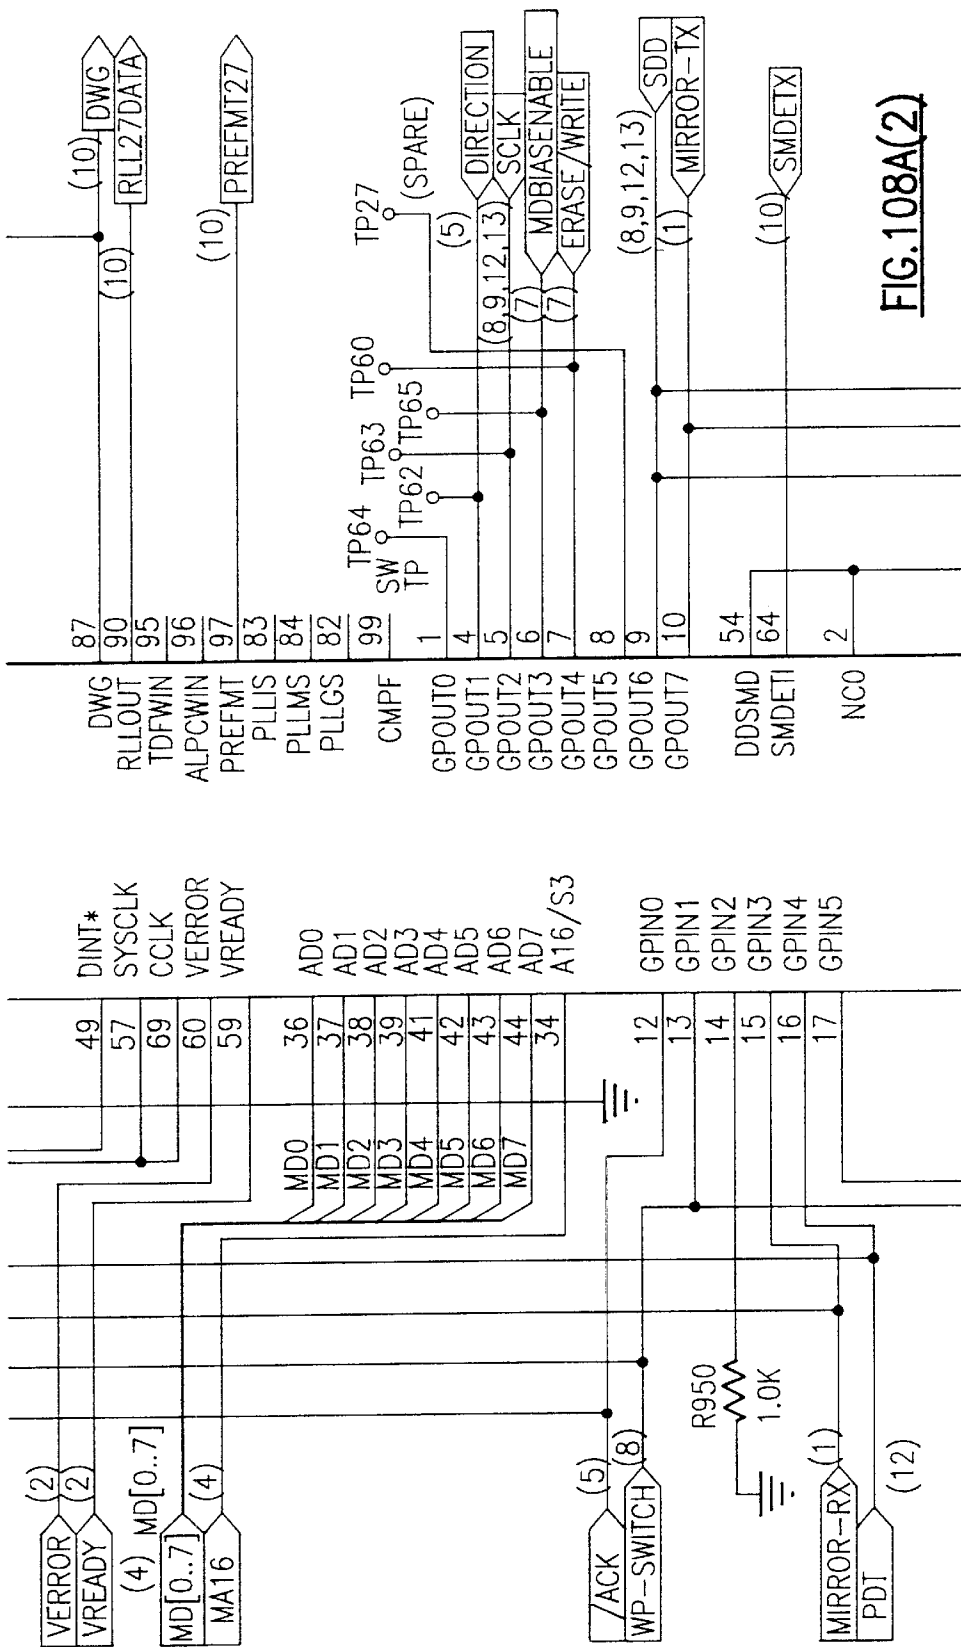 VERROR (2)
VREADY (2)
(4) MD[0..7]
MD[0..7]
MA16 (4)
/ACK (5)
WP-SWITCH (8)
R950
1.0K
MIRROR-RX (1)
PDT (12)
MD0
MD1
MD2
MD3
MD4
MD5
MD6
MD7
49 DINT*
57 SYSCLK
69 CCLK
60 VERROR
59 VREADY
36 AD0
37 AD1
38 AD2
39 AD3
41 AD4
42 AD5
43 AD6
44 AD7
34 A16/S3
12 GPIN0
13 GPIN1
14 GPIN2
15 GPIN3
16 GPIN4
17 GPIN5
DWG 87
RLLOUT 90
TDFWIN 95
ALPCWIN 96
PREFMT 97
PLLIS 83
PLLMS 84
PLLGS 82
CMPF 99
GPOUT0 1
GPOUT1 4
GPOUT2 5
GPOUT3 6
GPOUT4 7
GPOUT5 8
GPOUT6 9
GPOUT7 10
DDSMD 54
SMDETI 64
NC0 2
(10) DWG
(10) RLL27DATA
(10) PREFMT27
SW
TP
TP64
TP62
TP63
TP65
TP60
TP27
(SPARE)
(5) DIRECTION
(8,9,12,13) SCLK
(7) MDBIASENABLE
(7) ERASE/WRITE
(8,9,12,13) SDD
(1) MIRROR-TX
(10) SMDETX
FIG.108A(2)